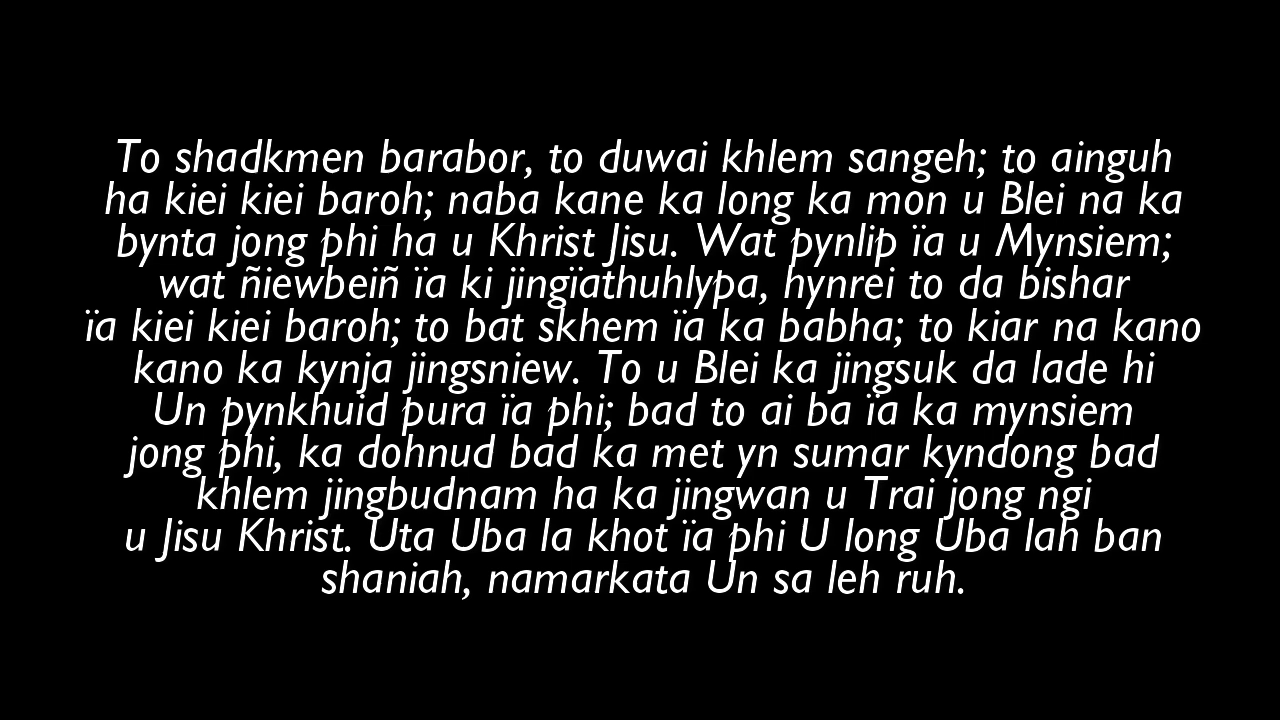 To shadkmen barabor, to duwai khlem sangeh; to ainguh
ha kiei kiei baroh; naba kane ka long ka mon u Blei na ka
bynta jong phi ha u Khrist Jisu. Wat pynlip ïa u Mynsiem;
wat ñiewbeiñ ïa ki jingïathuhlypa, hynrei to da bishar
ïa kiei kiei baroh; to bat skhem ïa ka babha; to kiar na kano
kano ka kynja jingsniew. To u Blei ka jingsuk da lade hi
Un pynkhuid pura ïa phi; bad to ai ba ïa ka mynsiem
jong phi, ka dohnud bad ka met yn sumar kyndong bad
khlem jingbudnam ha ka jingwan u Trai jong ngi
u Jisu Khrist. Uta Uba la khot ïa phi U long Uba lah ban
shaniah, namarkata Un sa leh ruh.